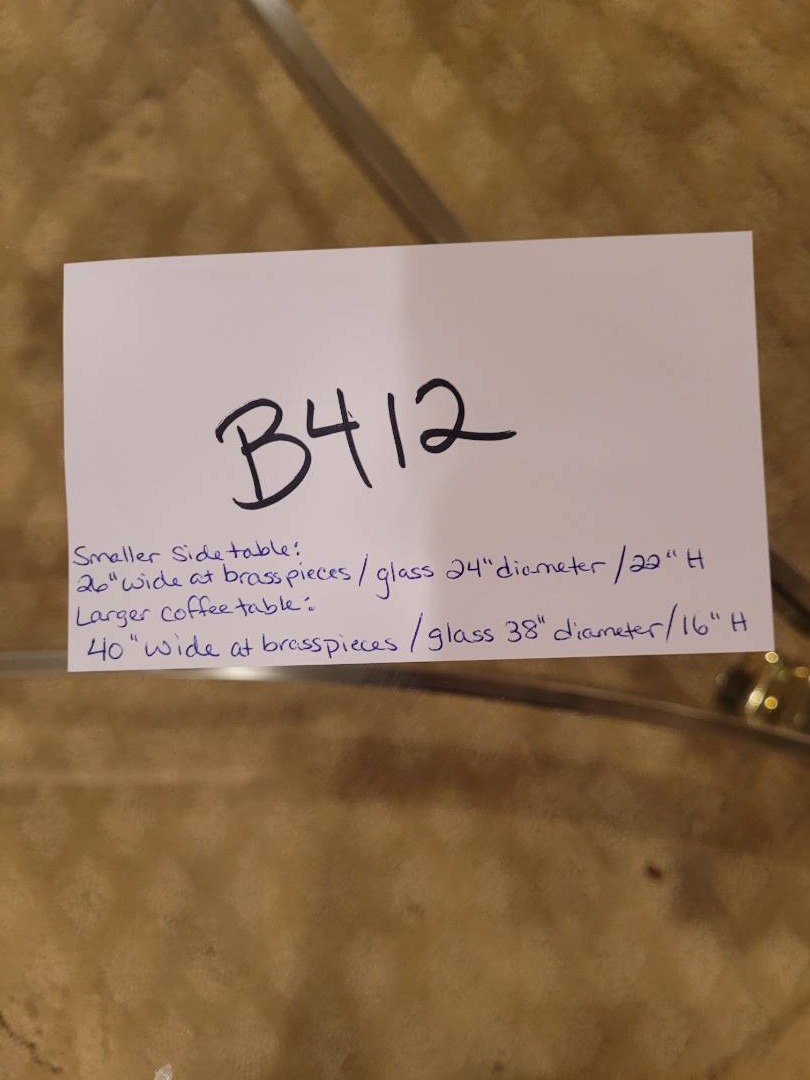 B412
Smaller Side table:
26" wide at brass pieces / glass 24" diameter / 22" H
Larger coffee table:
40" wide at brass pieces / glass 38" diameter / 16" H